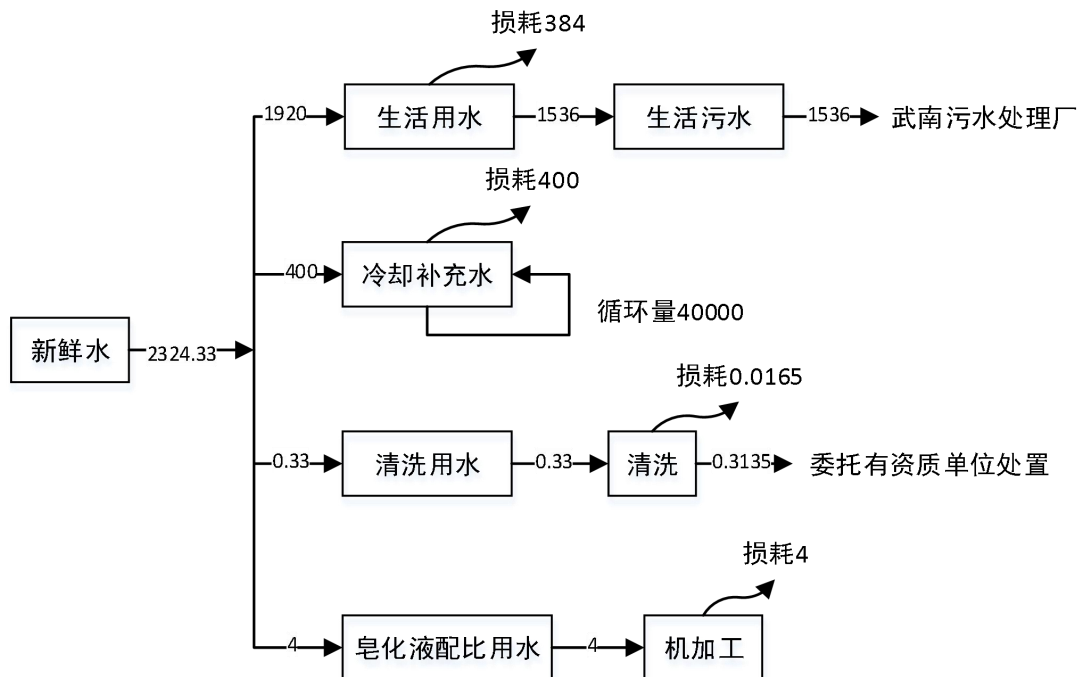 损耗384
1920
生活用水
1536
生活污水
1536
武南污水处理厂
损耗400
400
冷却补充水
循环量40000
新鲜水
2324.33
损耗0.0165
0.33
清洗用水
0.33
清洗
0.3135
委托有资质单位处置
损耗4
4
皂化液配比用水
4
机加工